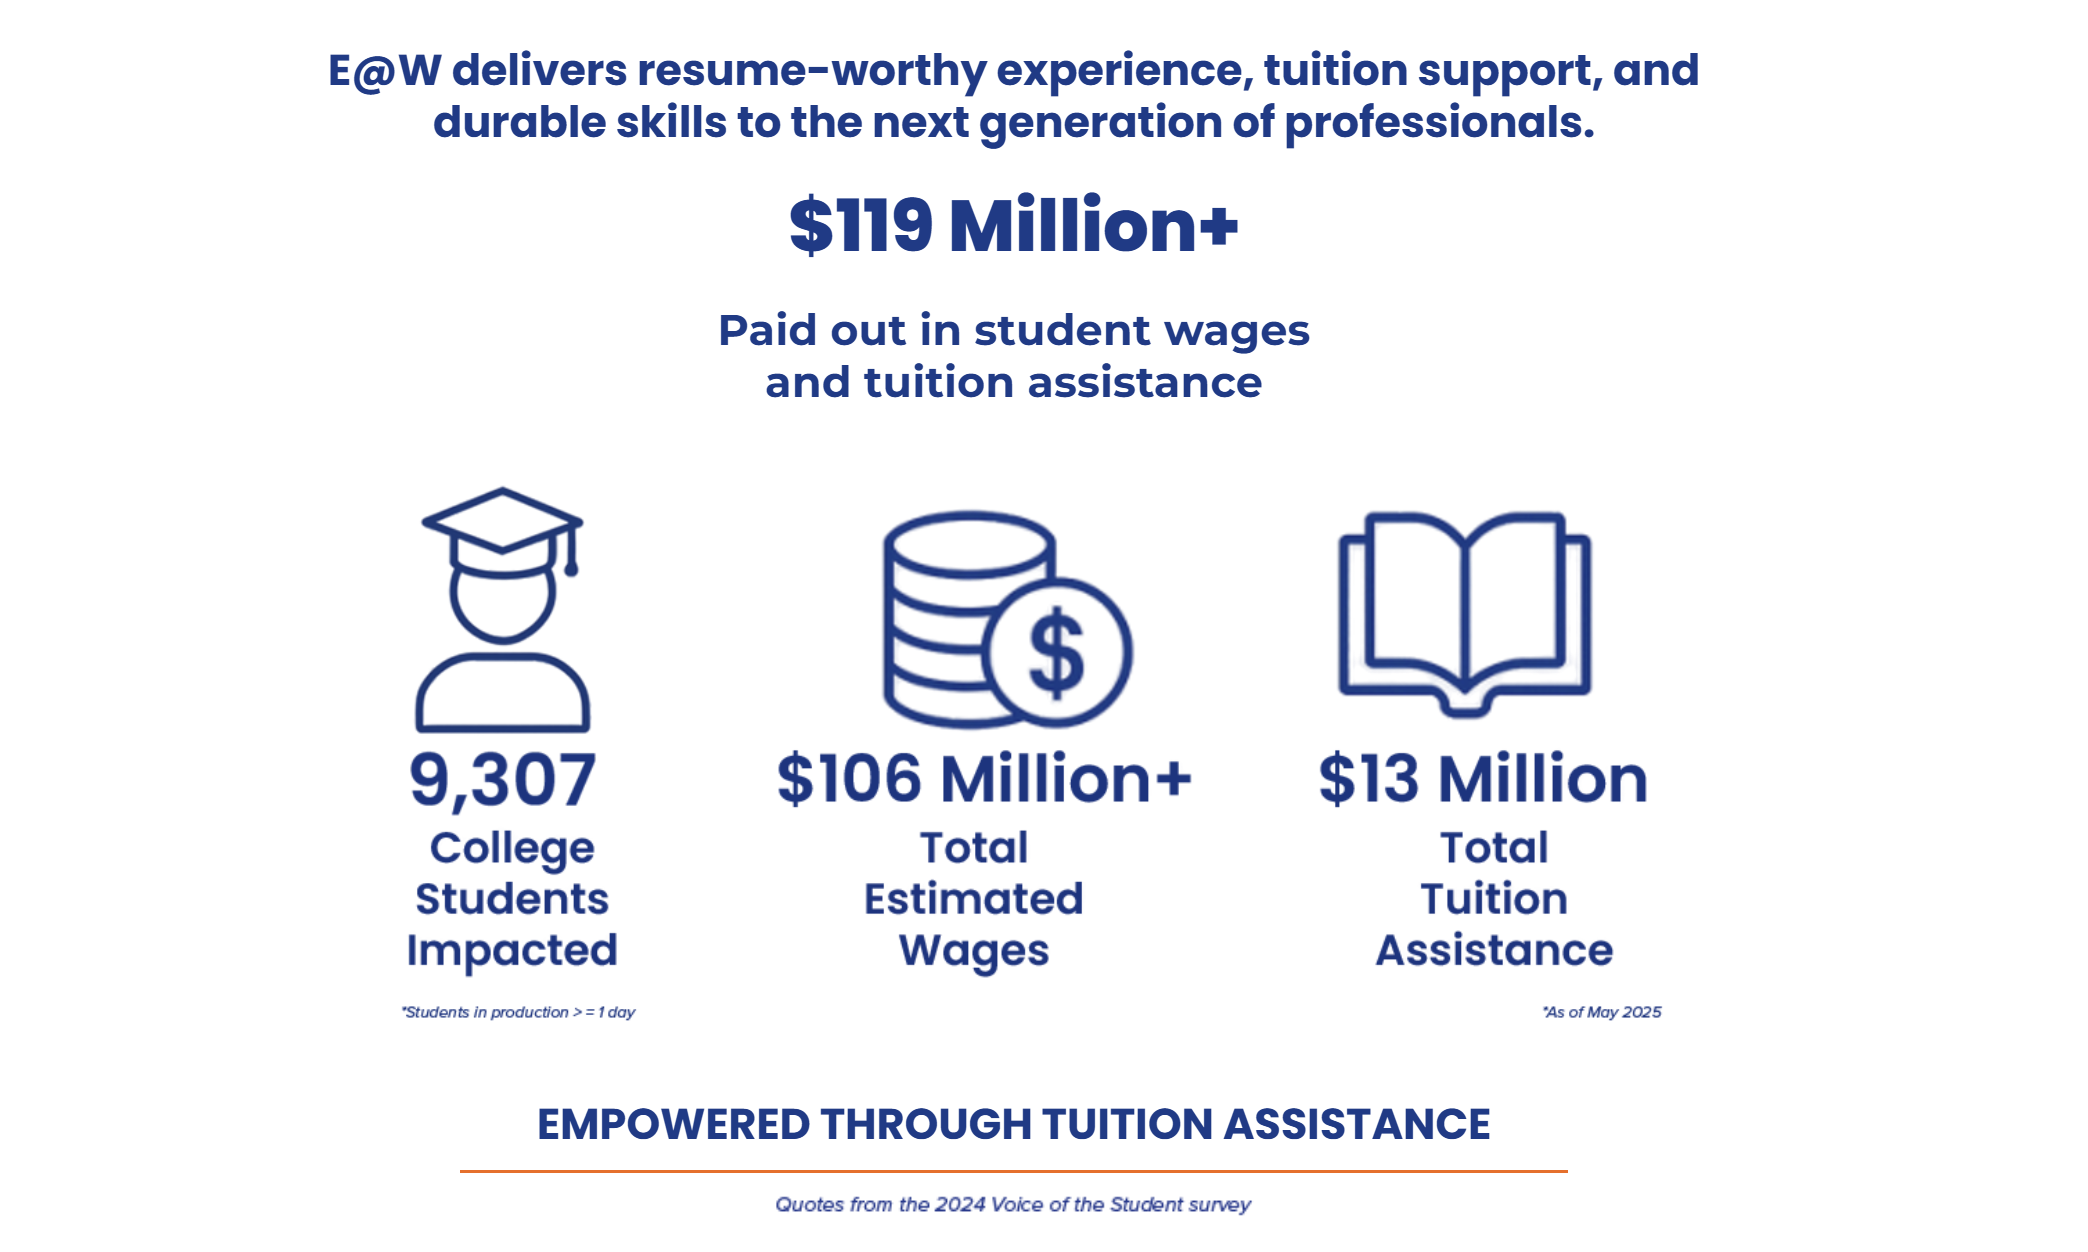 E@W delivers resume-worthy experience, tuition support, and
durable skills to the next generation of professionals.
$119 Million+
Paid out in student wages
and tuition assistance
$
9,307
College
Students
Impacted
*Students in production > = 1 day
$106 Million+
Total
Estimated
Wages
$13 Million
Total
Tuition
Assistance
*As of May 2025
EMPOWERED THROUGH TUITION ASSISTANCE
Quotes from the 2024 Voice of the Student survey